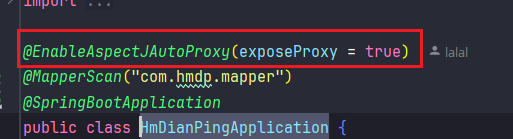 import ...
@EnableAspectJAutoProxy(exposeProxy = true) lalal
@MapperScan("com.hmdp.mapper")
@SpringBootApplication
public class HmDianPingApplication {